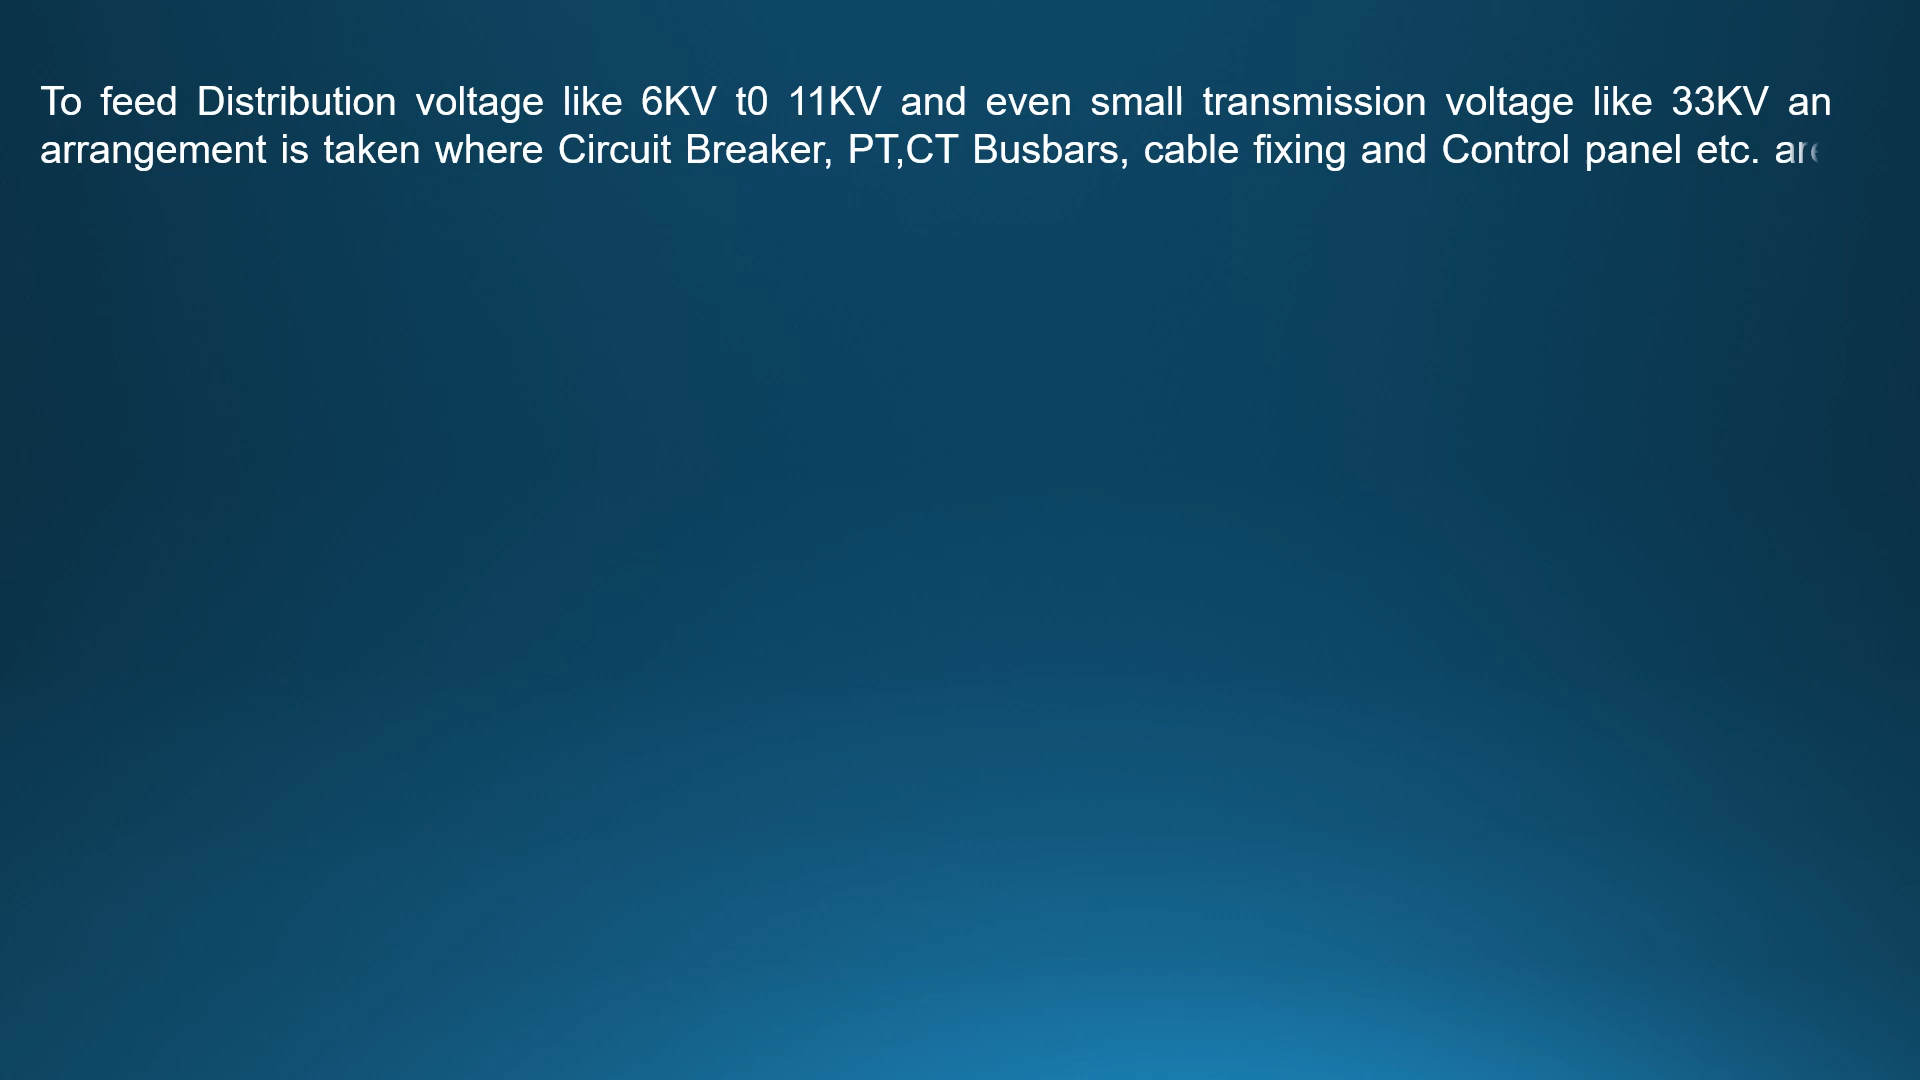 To feed Distribution voltage like 6KV t0 11KV and even small transmission voltage like 33KV an
arrangement is taken where Circuit Breaker, PT,CT Busbars, cable fixing and Control panel etc. are